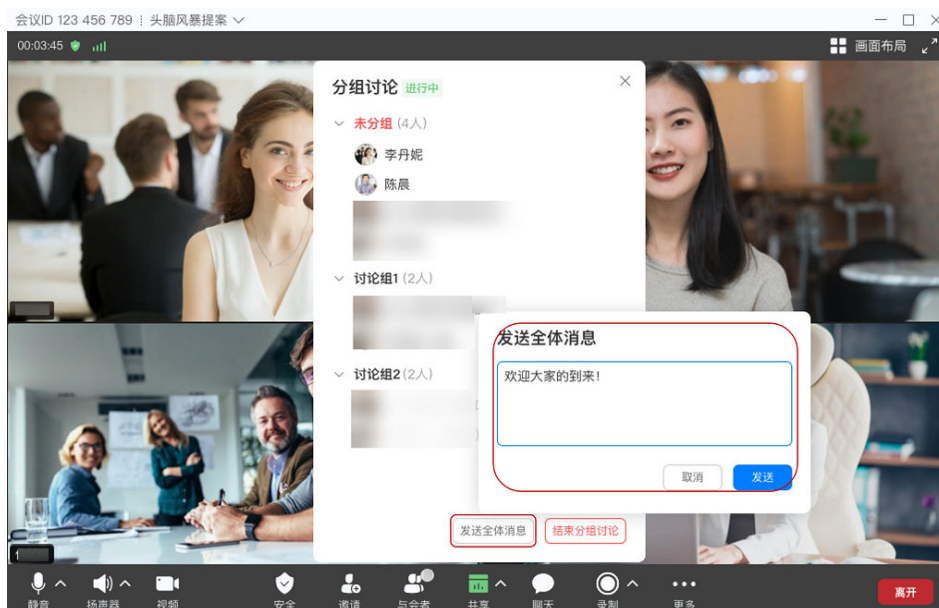 会议ID 123 456 789 | 头脑风暴提案
00:03:45
画面布局
分组讨论 进行中
未分组 (4人)
李丹妮
陈晨
讨论组1 (2人)
讨论组2 (2人)
发送全体消息
欢迎大家的到来！
取消 发送
发送全体消息 结束分组讨论
静音 扬声器 视频 安全 邀请 与会者 共享 聊天 录制 更多 离开